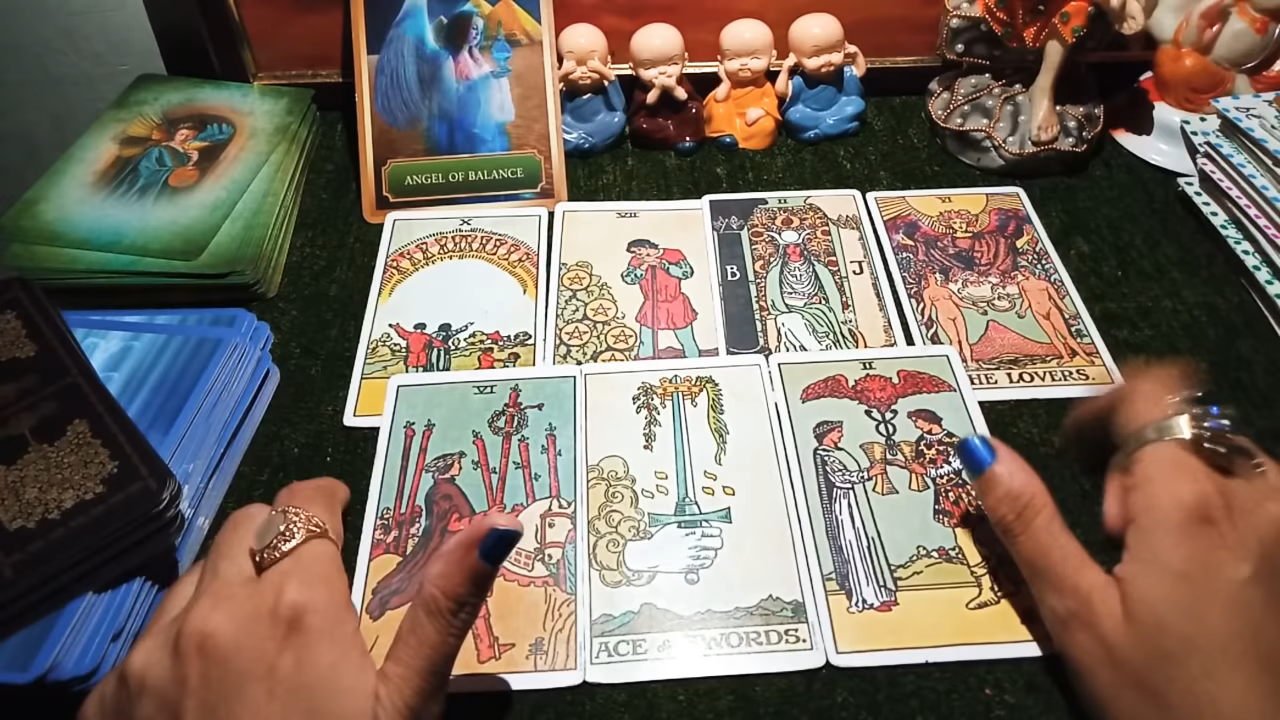 ANGEL OF BALANCE
X
VII
II
B
J
VI
THE LOVERS.
VI
ACE of SWORDS.
II